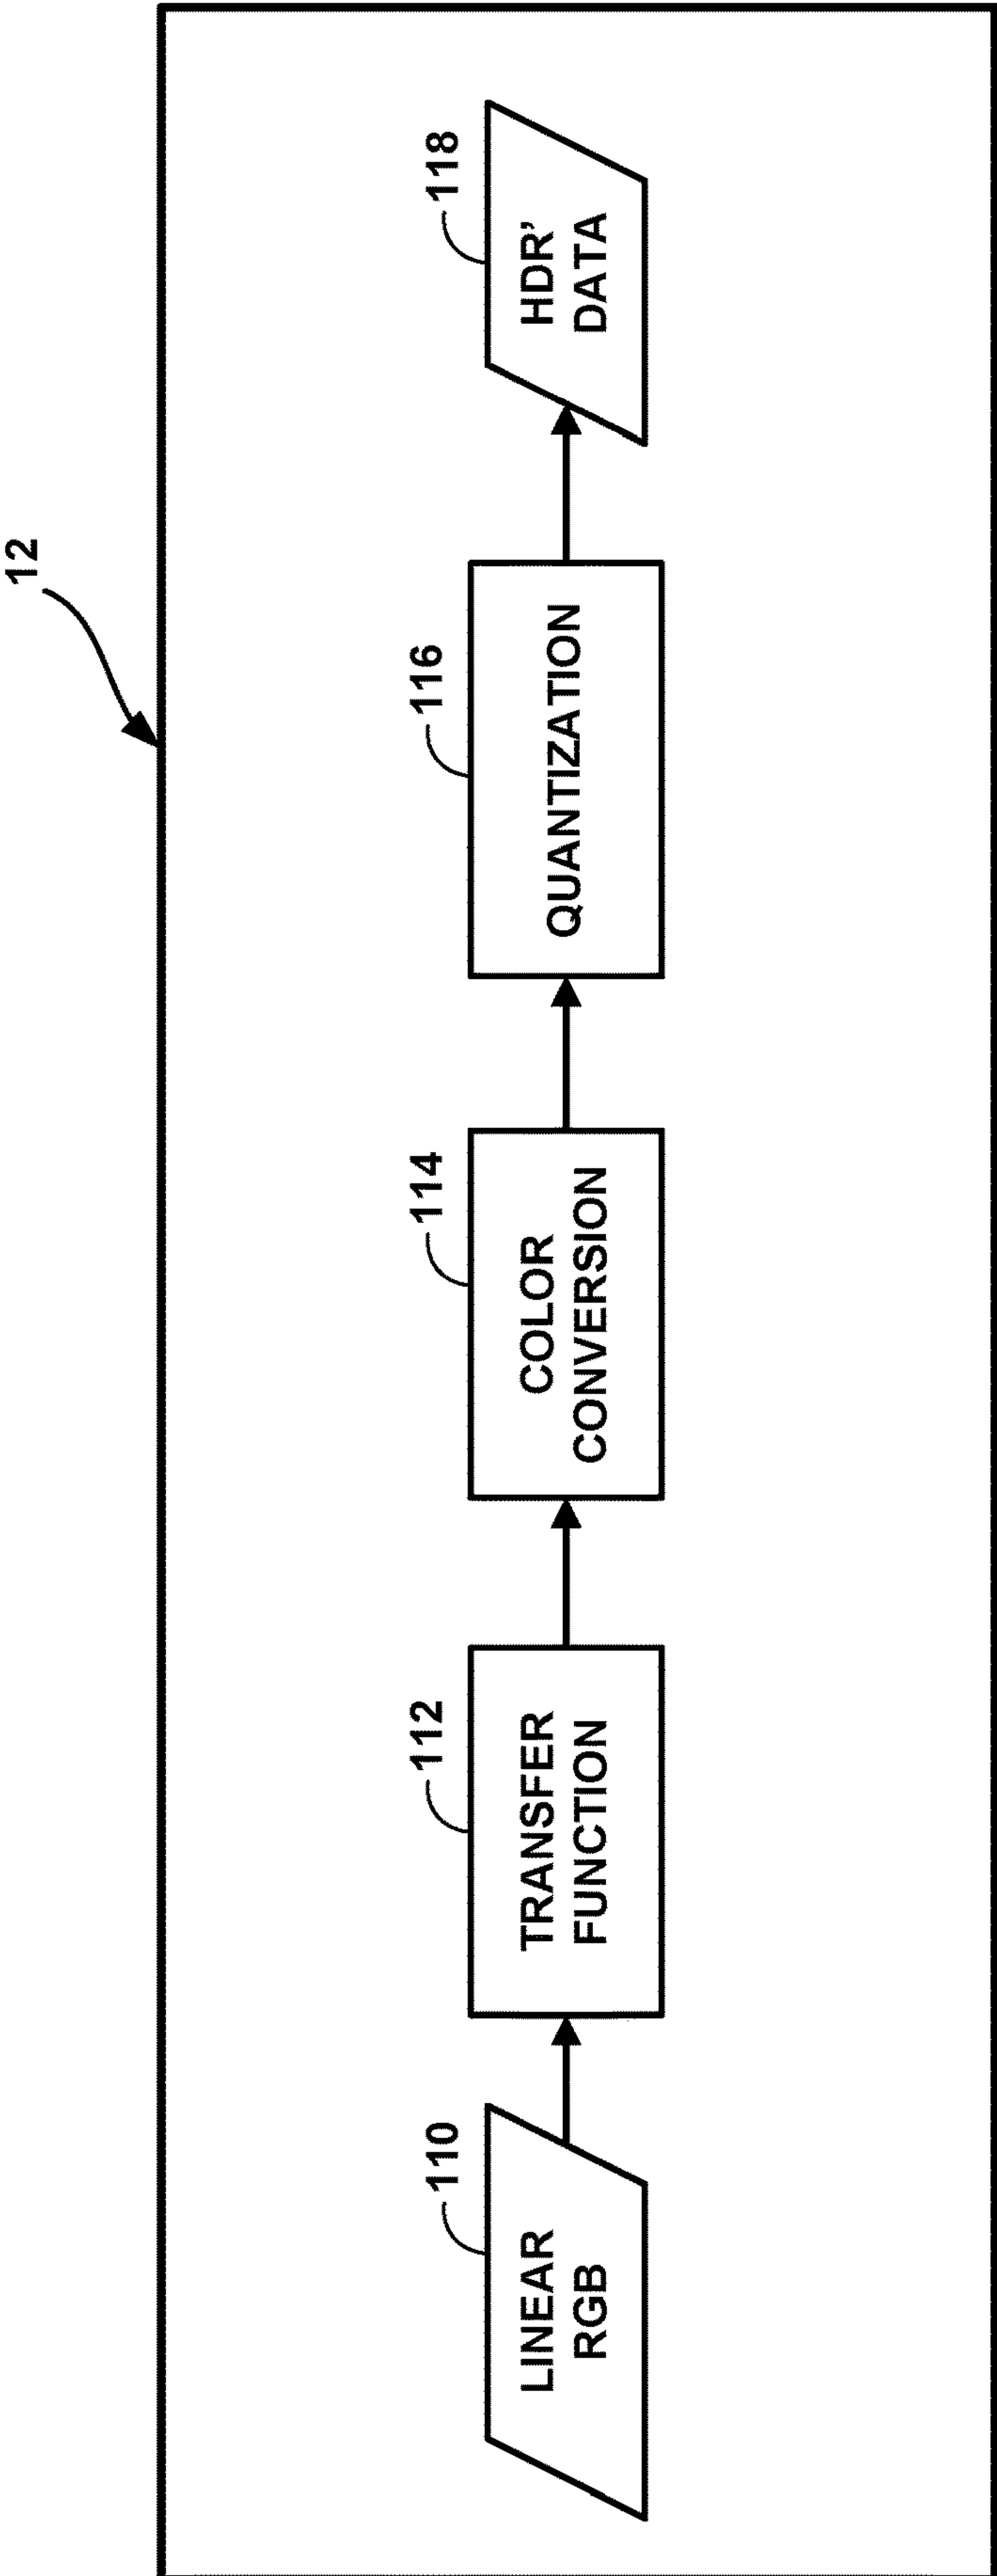 12
110
LINEAR
RGB
112
TRANSFER
FUNCTION
114
COLOR
CONVERSION
116
QUANTIZATION
118
HDR'
DATA